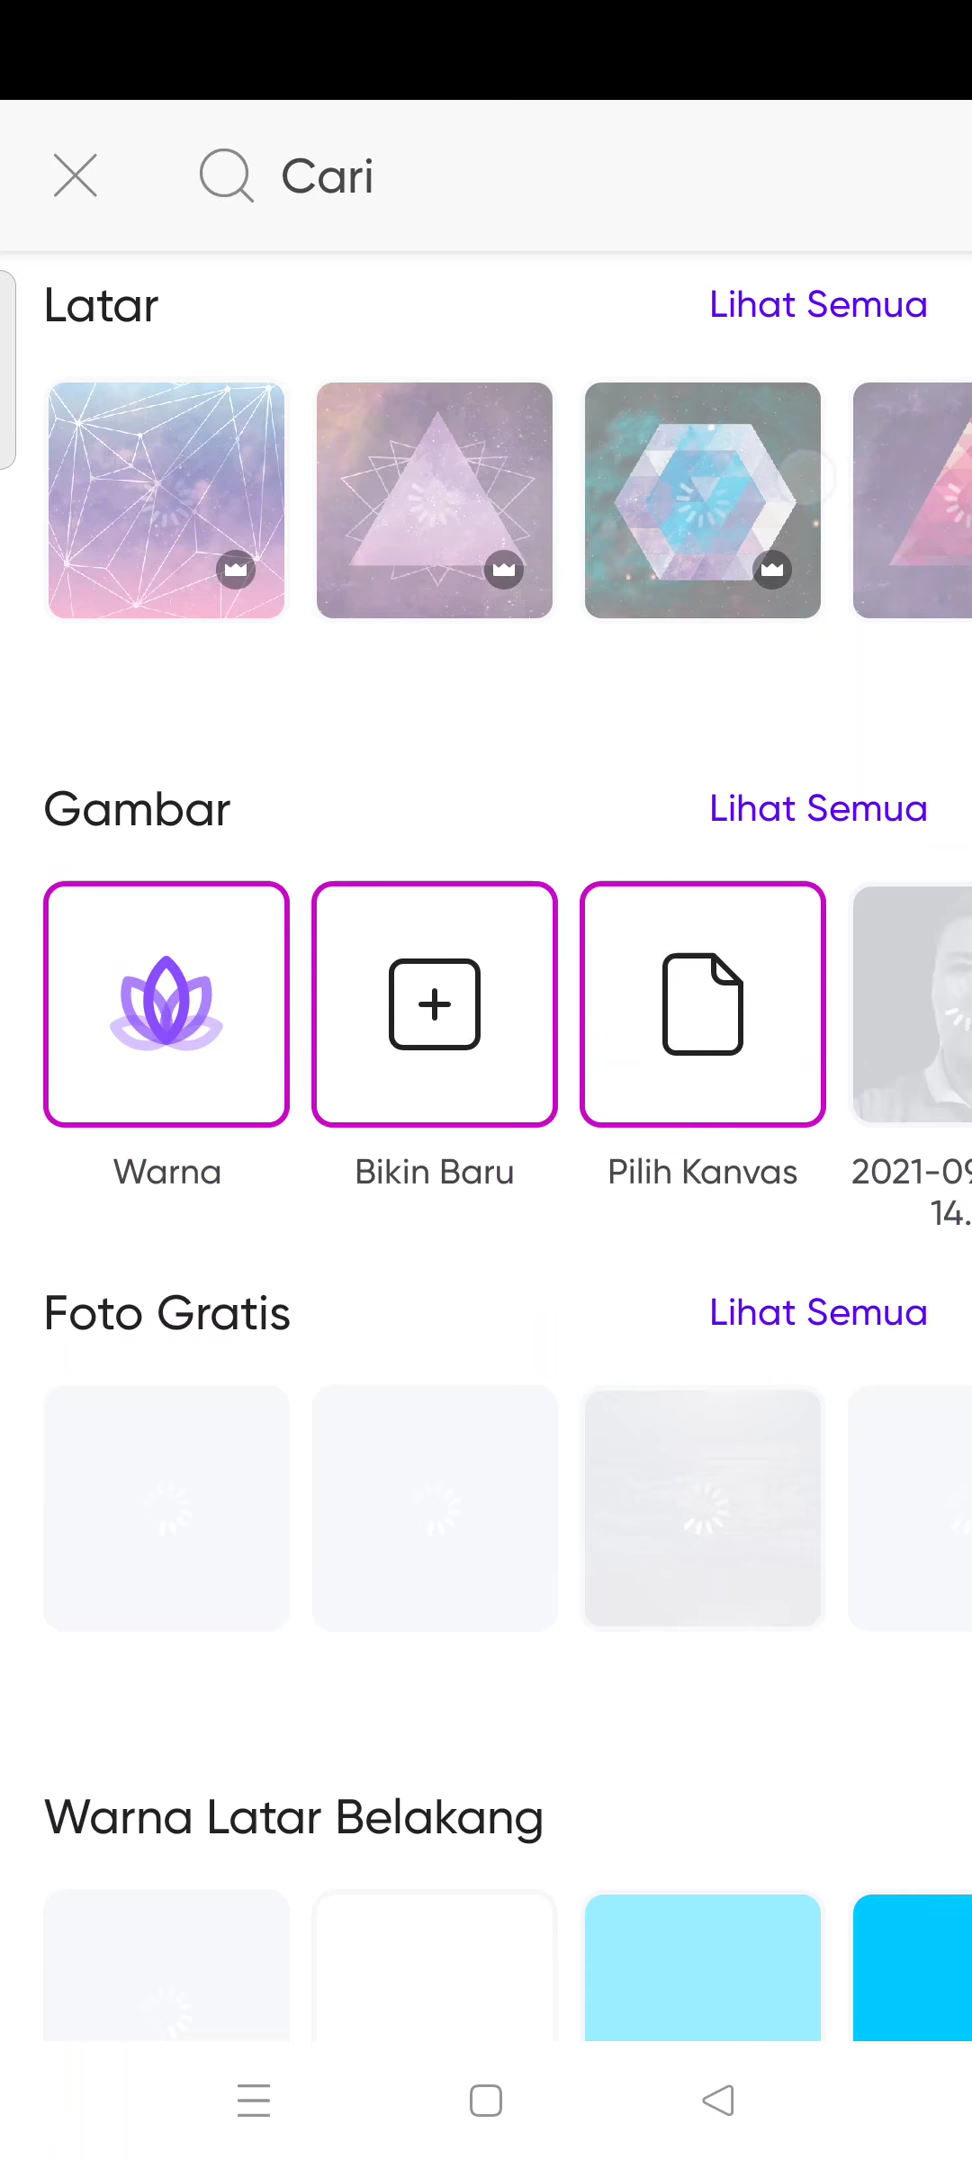 Cari
Latar
Lihat Semua
Gambar
Lihat Semua
Warna
Bikin Baru
Pilih Kanvas
2021-09
14.
Foto Gratis
Lihat Semua
Warna Latar Belakang